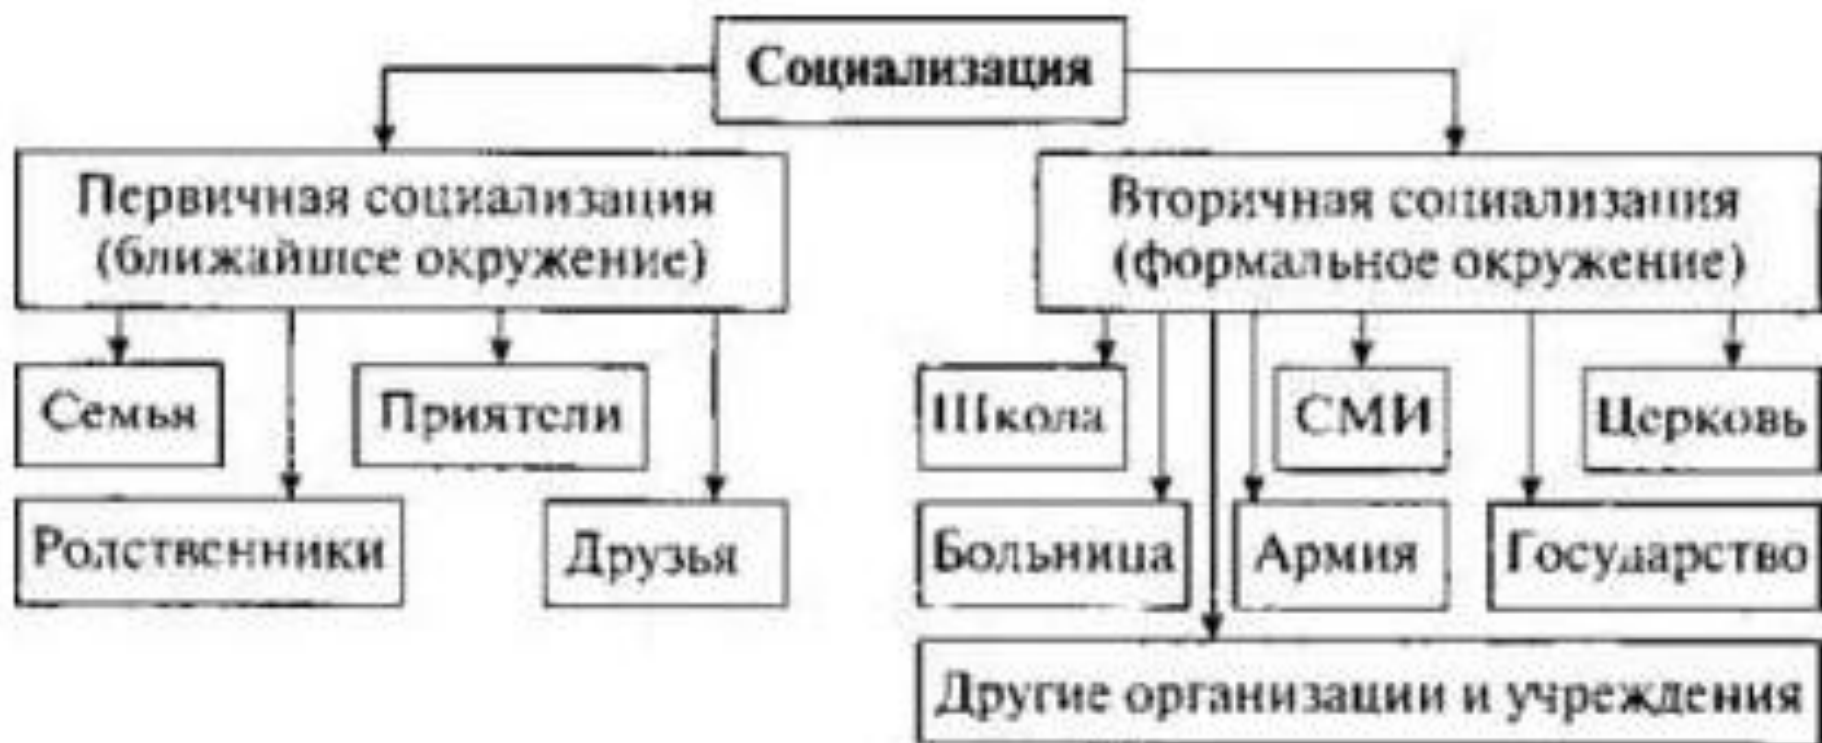 Социализация
Первичная социализация
(ближайшее окружение)
Вторичная социализация
(формальное окружение)
Семья
Приятели
Школа
СМИ
Церковь
Родственники
Друзья
Больница
Армия
Государство
Другие организации и учреждения